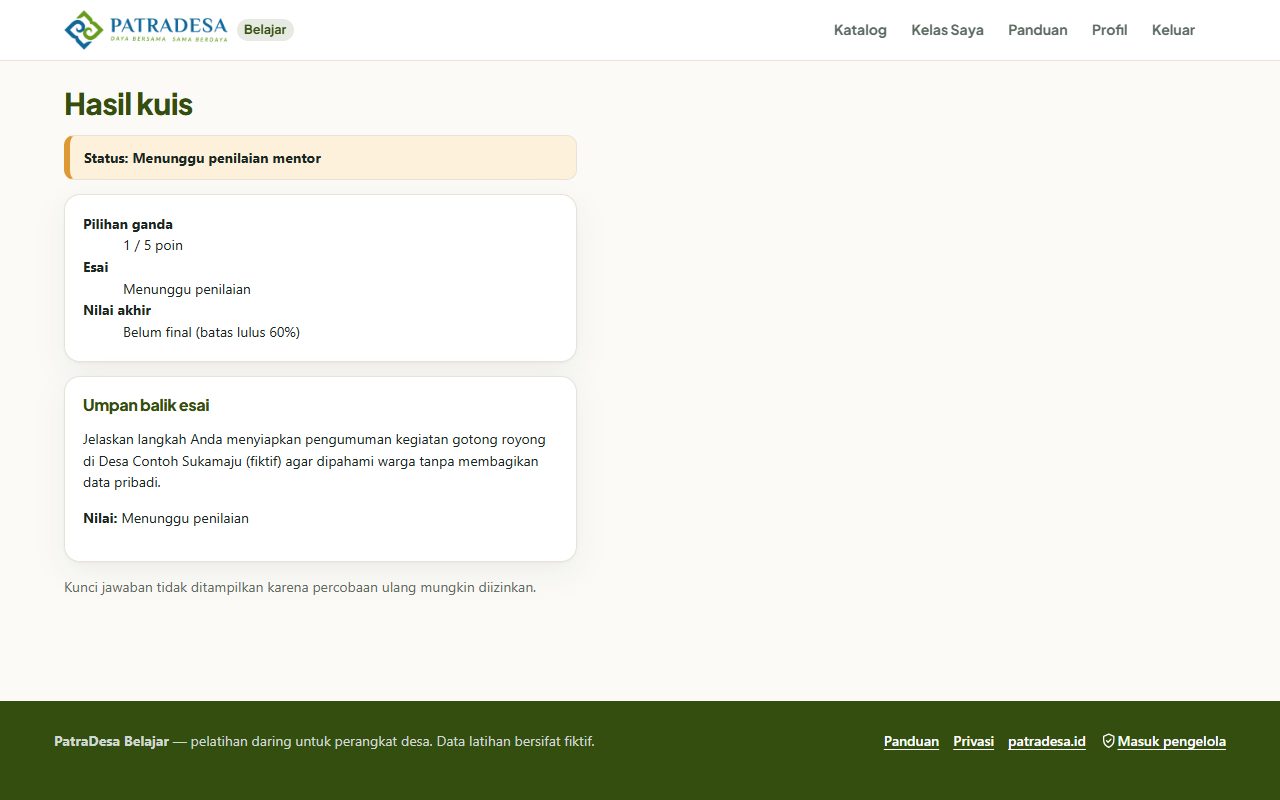 PATRADESA
DAYA BERSAMA SAMA BERDAYA
Belajar
Katalog
Kelas Saya
Panduan
Profil
Keluar
Hasil kuis
Status: Menunggu penilaian mentor
Pilihan ganda
1 / 5 poin
Esai
Menunggu penilaian
Nilai akhir
Belum final (batas lulus 60%)
Umpan balik esai
Jelaskan langkah Anda menyiapkan pengumuman kegiatan gotong royong
di Desa Contoh Sukamaju (fiktif) agar dipahami warga tanpa membagikan
data pribadi.
Nilai: Menunggu penilaian
Kunci jawaban tidak ditampilkan karena percobaan ulang mungkin diizinkan.
PatraDesa Belajar — pelatihan daring untuk perangkat desa. Data latihan bersifat fiktif.
Panduan
Privasi
patradesa.id
Masuk pengelola